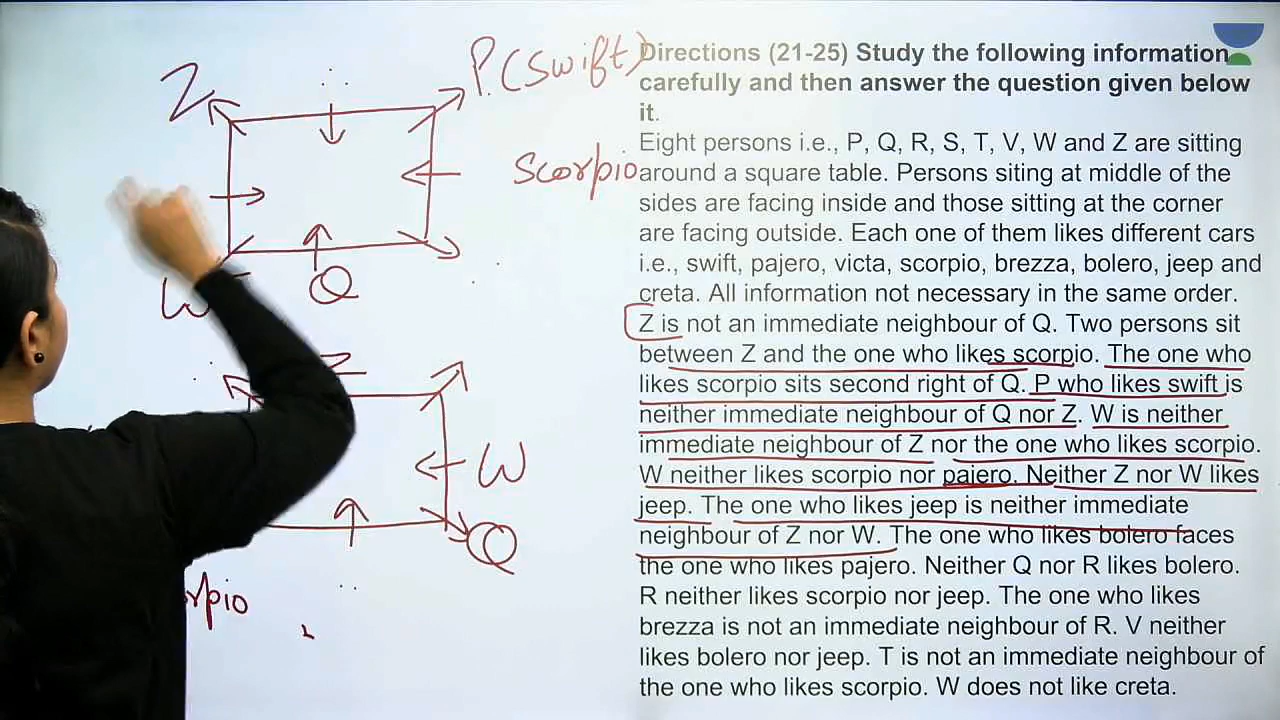 Directions (21-25) Study the following information
carefully and then answer the question given below
it.
Eight persons i.e., P, Q, R, S, T, V, W and Z are sitting
around a square table. Persons siting at middle of the
sides are facing inside and those sitting at the corner
are facing outside. Each one of them likes different cars
i.e., swift, pajero, victa, scorpio, brezza, bolero, jeep and
creta. All information not necessary in the same order.
Z is not an immediate neighbour of Q. Two persons sit
between Z and the one who likes scorpio. The one who
likes scorpio sits second right of Q. P who likes swift is
neither immediate neighbour of Q nor Z. W is neither
immediate neighbour of Z nor the one who likes scorpio.
W neither likes scorpio nor pajero. Neither Z nor W likes
jeep. The one who likes jeep is neither immediate
neighbour of Z nor W. The one who likes bolero faces
the one who likes pajero. Neither Q nor R likes bolero.
R neither likes scorpio nor jeep. The one who likes
brezza is not an immediate neighbour of R. V neither
likes bolero nor jeep. T is not an immediate neighbour of
the one who likes scorpio. W does not like creta.
Z
P (Swift)
Scorpio
W
Q
Z
W
Q
rpio